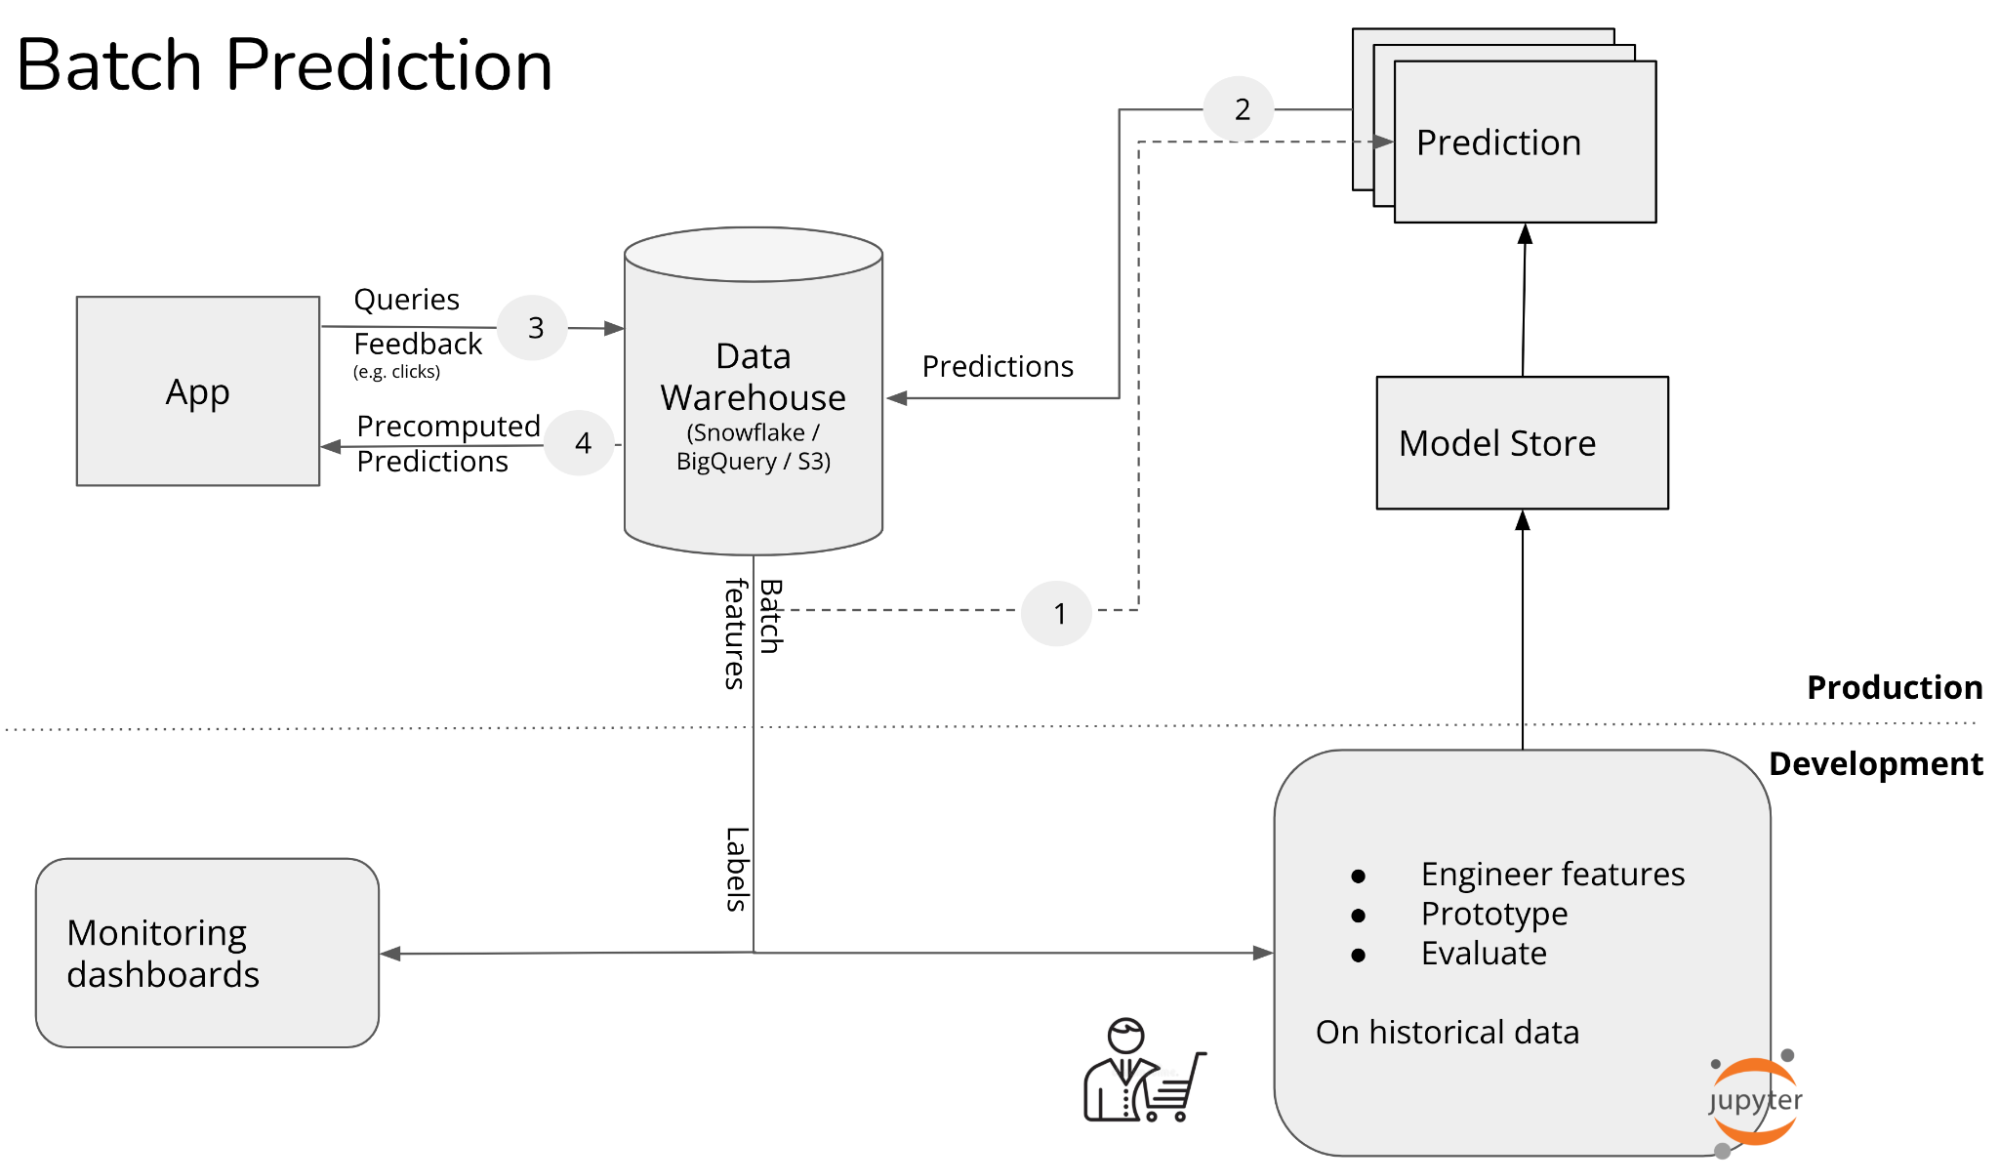 Batch Prediction
2
Prediction
Queries
3
Feedback
(e.g. clicks)
App
Precomputed
4
Predictions
Data
Warehouse
(Snowflake /
BigQuery / S3)
Predictions
Model Store
Batch
features
1
Production
Development
Labels
Monitoring
dashboards
● Engineer features
● Prototype
● Evaluate
On historical data
jupyter